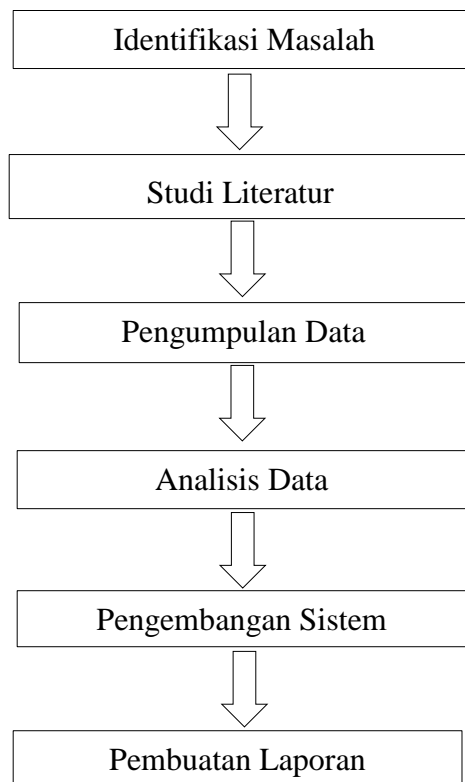 Identifikasi Masalah
Studi Literatur
Pengumpulan Data
Analisis Data
Pengembangan Sistem
Pembuatan Laporan